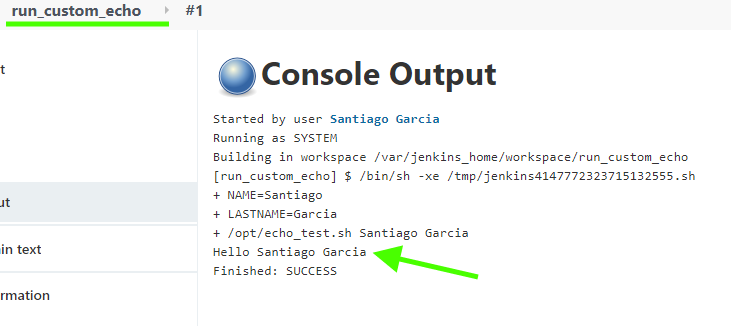 run_custom_echo #1
t
Console Output
Started by user Santiago Garcia
Running as SYSTEM
Building in workspace /var/jenkins_home/workspace/run_custom_echo
[run_custom_echo] $ /bin/sh -xe /tmp/jenkins4147772323715132555.sh
+ NAME=Santiago
+ LASTNAME=Garcia
+ /opt/echo_test.sh Santiago Garcia
Hello Santiago Garcia
Finished: SUCCESS
ut
in text
rmation